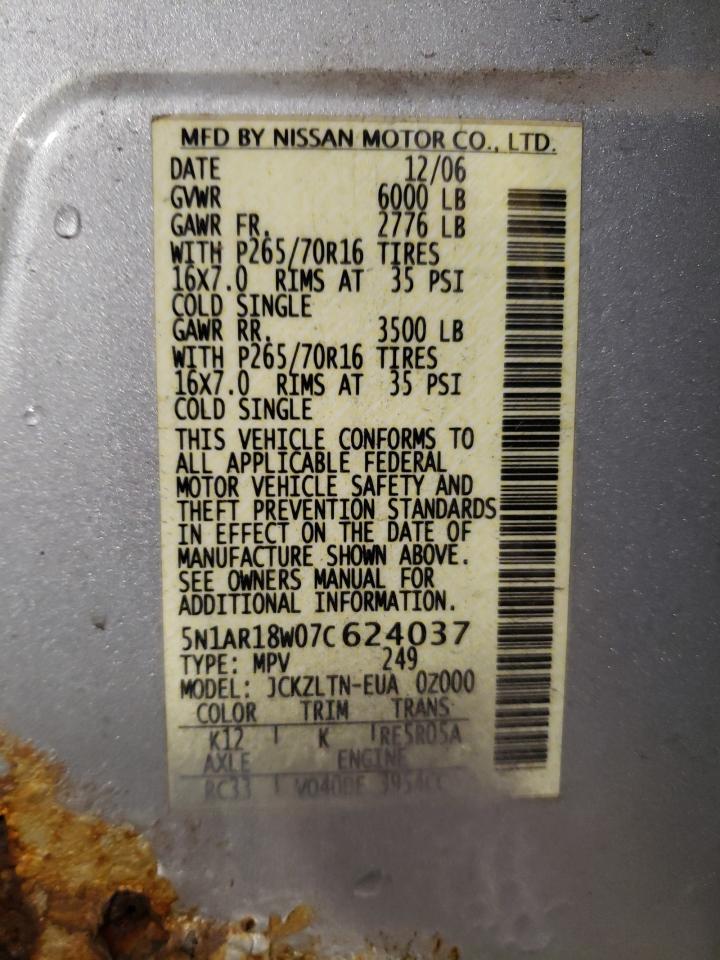 MFD BY NISSAN MOTOR CO., LTD.
DATE 12/06
GVWR 6000 LB
GAWR FR. 2776 LB
WITH P265/70R16 TIRES
16X7.0 RIMS AT 35 PSI
COLD SINGLE
GAWR RR. 3500 LB
WITH P265/70R16 TIRES
16X7.0 RIMS AT 35 PSI
COLD SINGLE
THIS VEHICLE CONFORMS TO
ALL APPLICABLE FEDERAL
MOTOR VEHICLE SAFETY AND
THEFT PREVENTION STANDARDS
IN EFFECT ON THE DATE OF
MANUFACTURE SHOWN ABOVE.
SEE OWNERS MANUAL FOR
ADDITIONAL INFORMATION.
5N1AR18W07C624037
TYPE: MPV 249
MODEL: JCKZLTN-EUA 0Z000
COLOR TRIM TRANS
K12 K RE5R05A
AXLE ENGINE
RC33 VQ40DE 3954CC